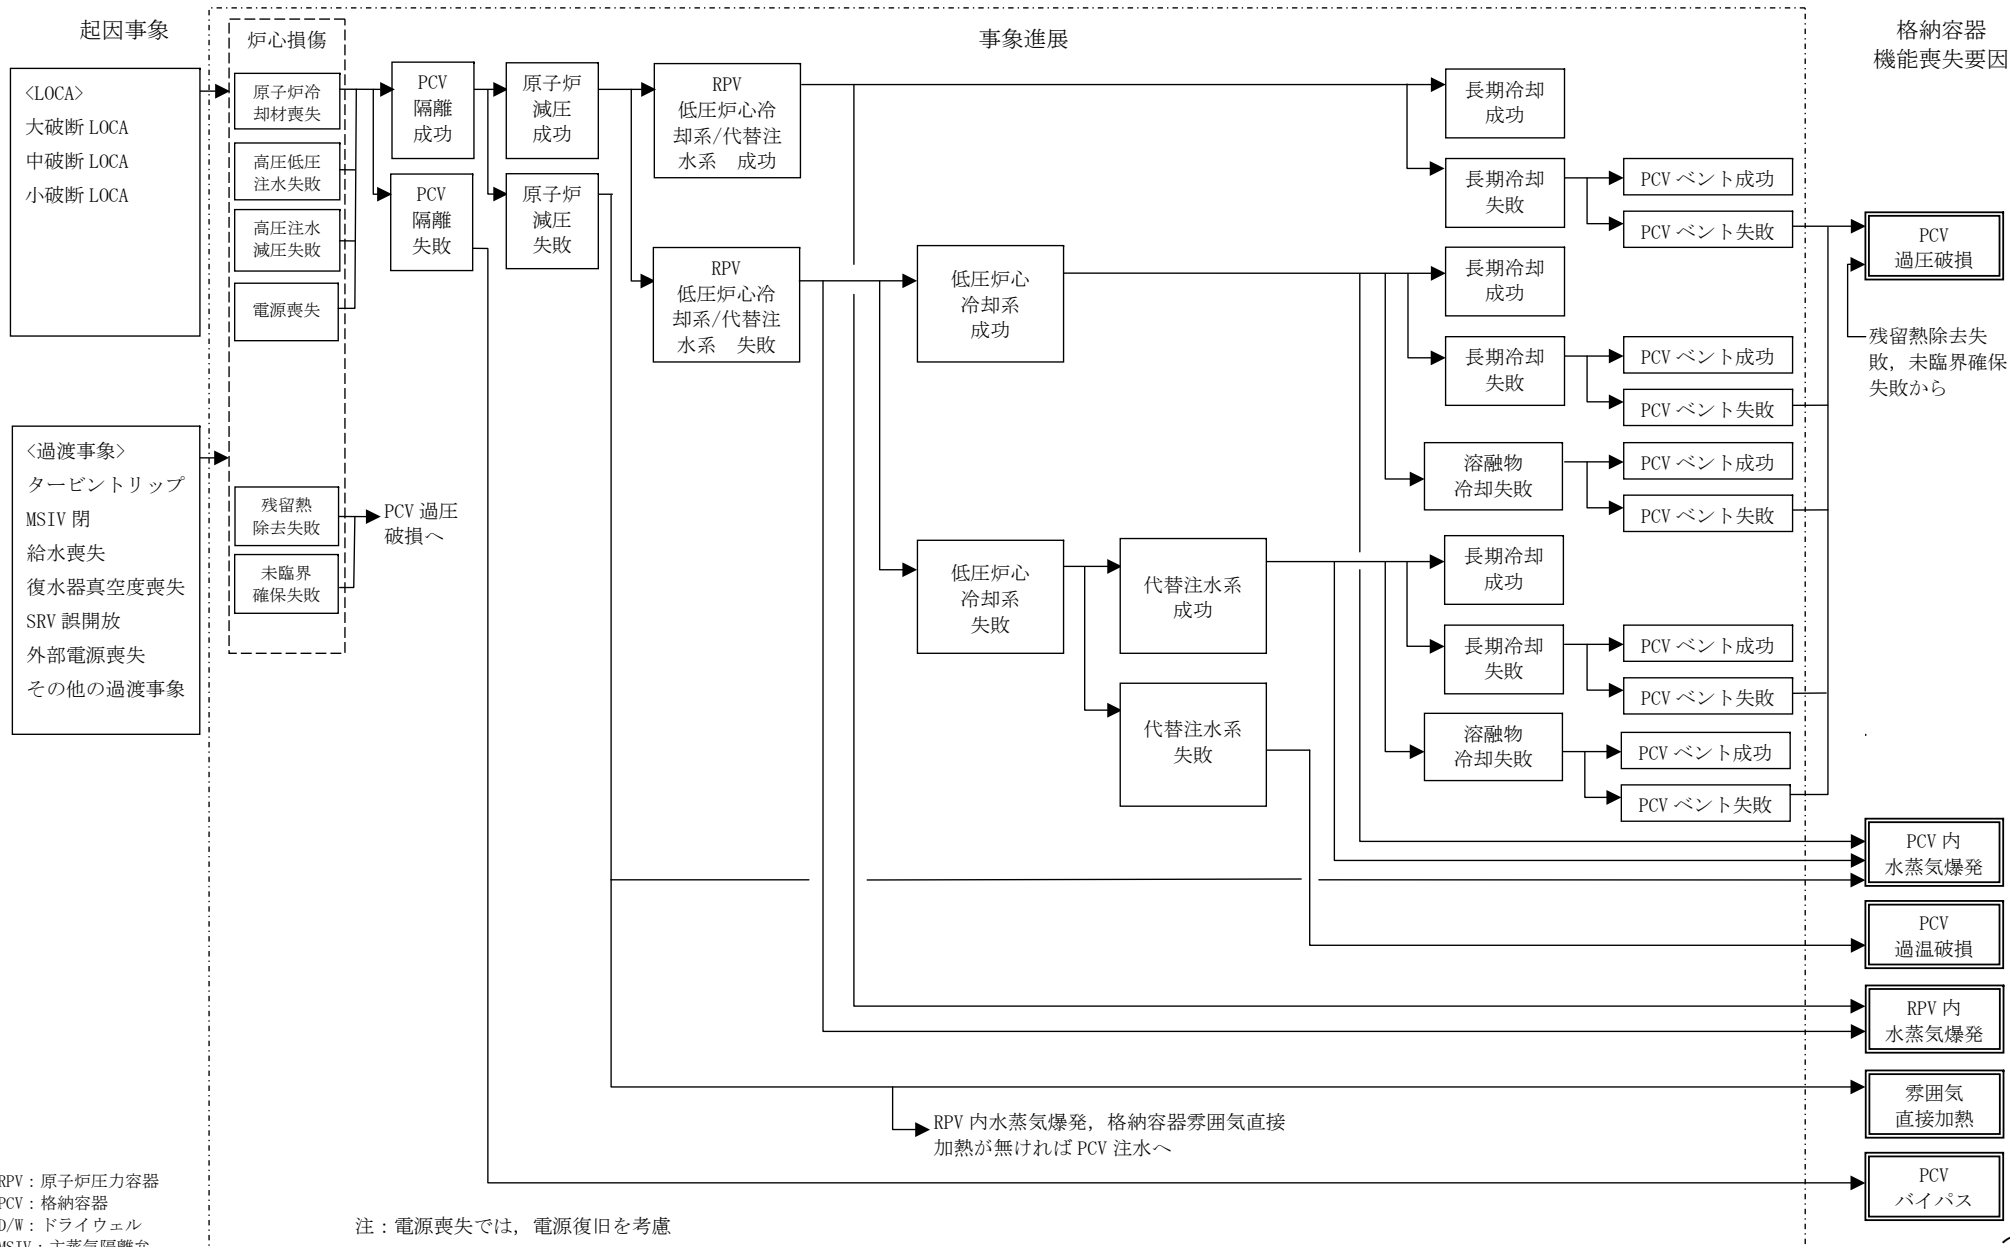 起因事象
炉心損傷
事象進展
格納容器
機能喪失要因
<LOCA>
大破断 LOCA
中破断 LOCA
小破断 LOCA
<過渡事象>
タービントリップ
MSIV 閉
給水喪失
復水器真空度喪失
SRV 誤開放
外部電源喪失
その他の過渡事象
原子炉冷
却材喪失
高圧低圧
注水失敗
高圧注水
減圧失敗
電源喪失
残留熱
除去失敗
未臨界
確保失敗
PCV 過圧
破損へ
PCV
隔離
成功
PCV
隔離
失敗
原子炉
減圧
成功
原子炉
減圧
失敗
RPV
低圧炉心冷
却系/代替注
水系 成功
RPV
低圧炉心冷
却系/代替注
水系 失敗
低圧炉心
冷却系
成功
低圧炉心
冷却系
失敗
代替注水系
成功
代替注水系
失敗
長期冷却
成功
長期冷却
失敗
PCV ベント成功
PCV ベント失敗
長期冷却
成功
長期冷却
失敗
PCV ベント成功
PCV ベント失敗
溶融物
冷却失敗
PCV ベント成功
PCV ベント失敗
長期冷却
成功
長期冷却
失敗
PCV ベント成功
PCV ベント失敗
溶融物
冷却失敗
PCV ベント成功
PCV ベント失敗
PCV
過圧破損
残留熱除去失
敗，未臨界確保
失敗から
PCV 内
水蒸気爆発
PCV
過温破損
RPV 内
水蒸気爆発
雰囲気
直接加熱
PCV
バイパス
RPV 内水蒸気爆発，格納容器雰囲気直接
加熱が無ければ PCV 注水へ
RPV：原子炉圧力容器
PCV：格納容器
D/W：ドライウェル
MSIV：主蒸気隔離弁
注：電源喪失では，電源復旧を考慮